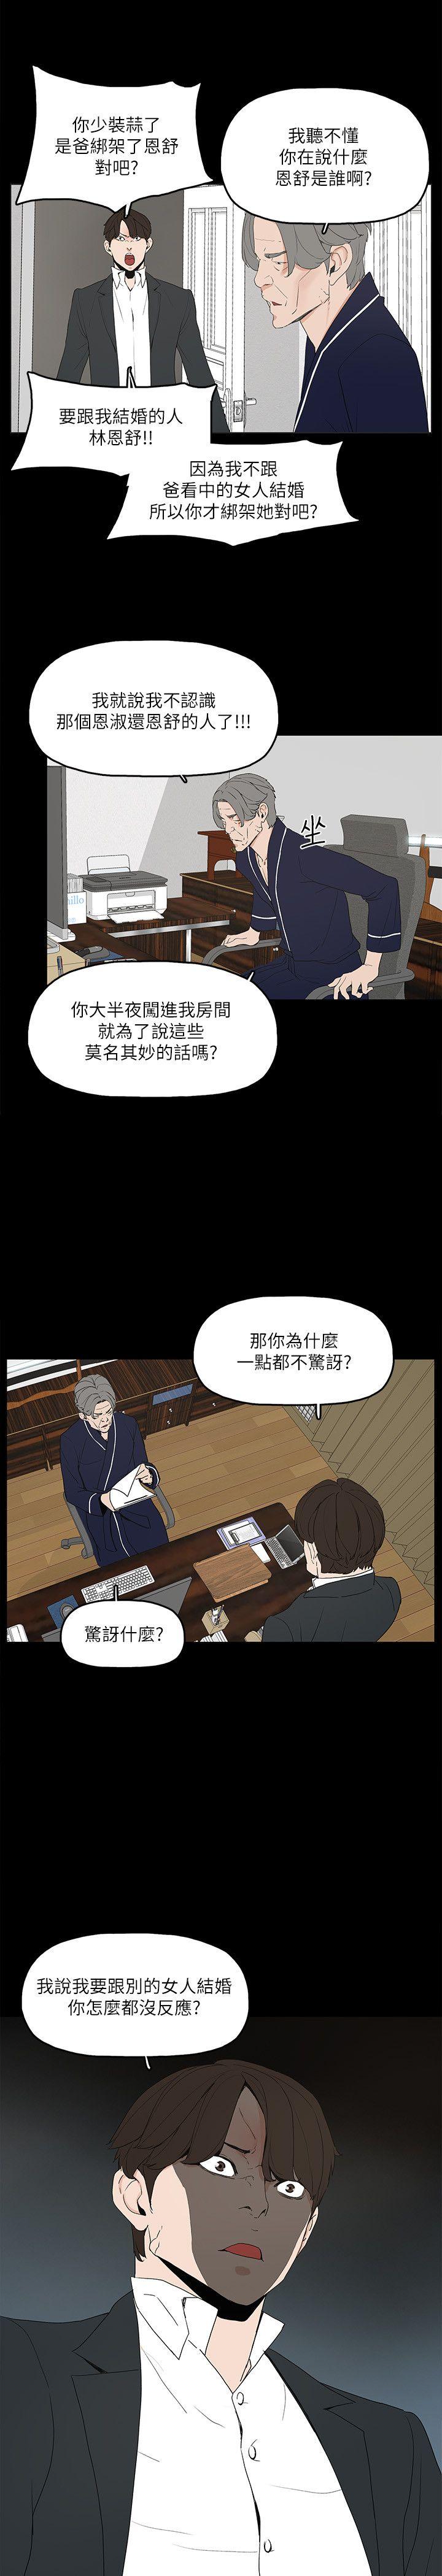 你少裝蒜了
是爸綁架了恩舒
對吧?
我聽不懂
你在說什麼
恩舒是誰啊?
要跟我結婚的人
林恩舒!!
因為我不跟
爸看中的女人結婚
所以你才綁架她對吧?
我就說我不認識
那個恩淑還恩舒的人了!!!
坐
hillo
你大半夜闖進我房間
就為了說這些
莫名其妙的話嗎?
那你為什麼
一點都不驚訝?
驚訝什麼?
我說我要跟別的女人結婚
你怎麼都沒反應?